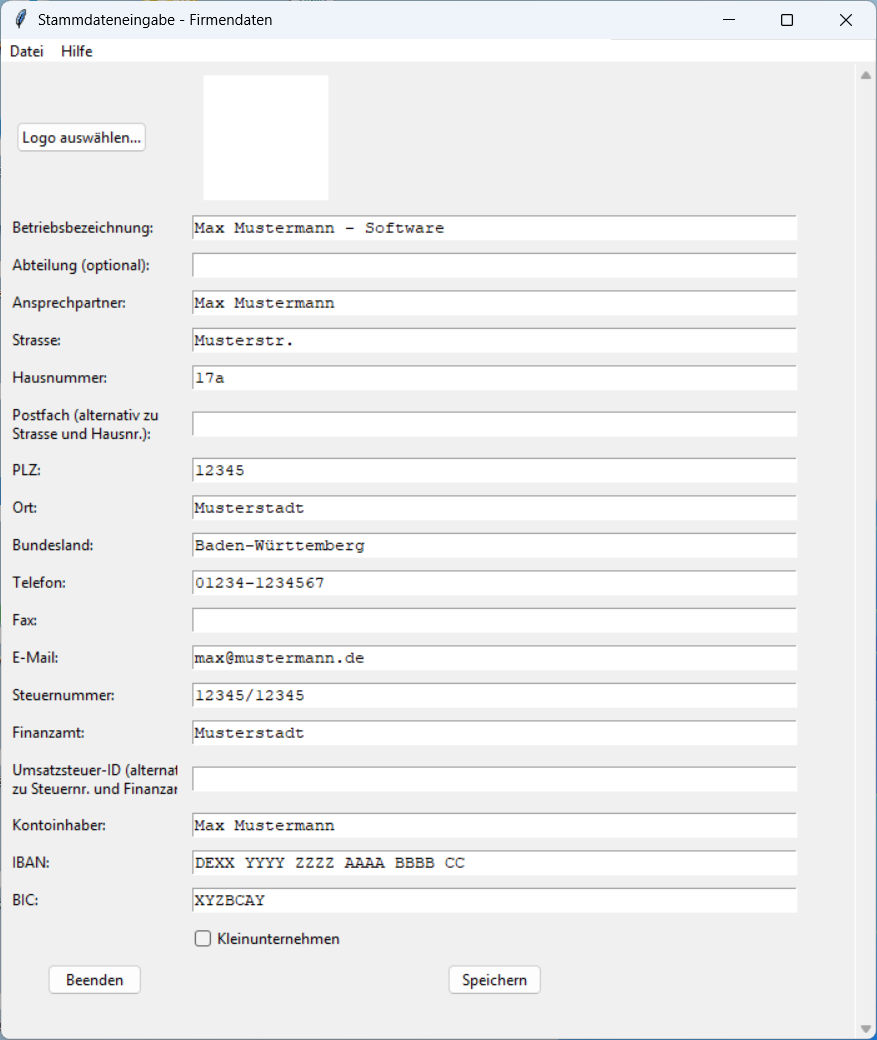 Stammdateneingabe - Firmendaten
Datei Hilfe
Logo auswählen...
Betriebsbezeichnung: Max Mustermann - Software
Abteilung (optional):
Ansprechpartner: Max Mustermann
Strasse: Musterstr.
Hausnummer: 17a
Postfach (alternativ zu
Strasse und Hausnr.):
PLZ: 12345
Ort: Musterstadt
Bundesland: Baden-Württemberg
Telefon: 01234-1234567
Fax:
E-Mail: max@mustermann.de
Steuernummer: 12345/12345
Finanzamt: Musterstadt
Umsatzsteuer-ID (alternat
zu Steuernr. und Finanzar
Kontoinhaber: Max Mustermann
IBAN: DEXX YYYY ZZZZ AAAA BBBB CC
BIC: XYZBCAY
Kleinunternehmen
Beenden Speichern